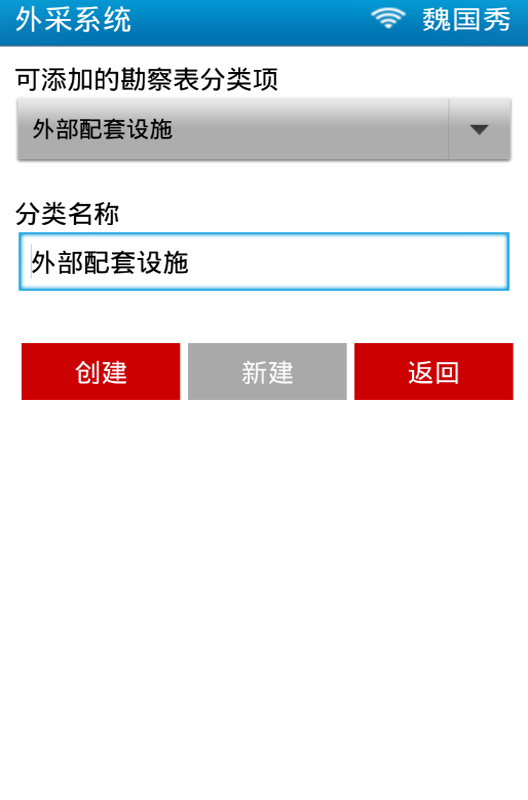 外采系统 魏国秀
可添加的勘察表分类项
外部配套设施
分类名称
外部配套设施
创建 新建 返回